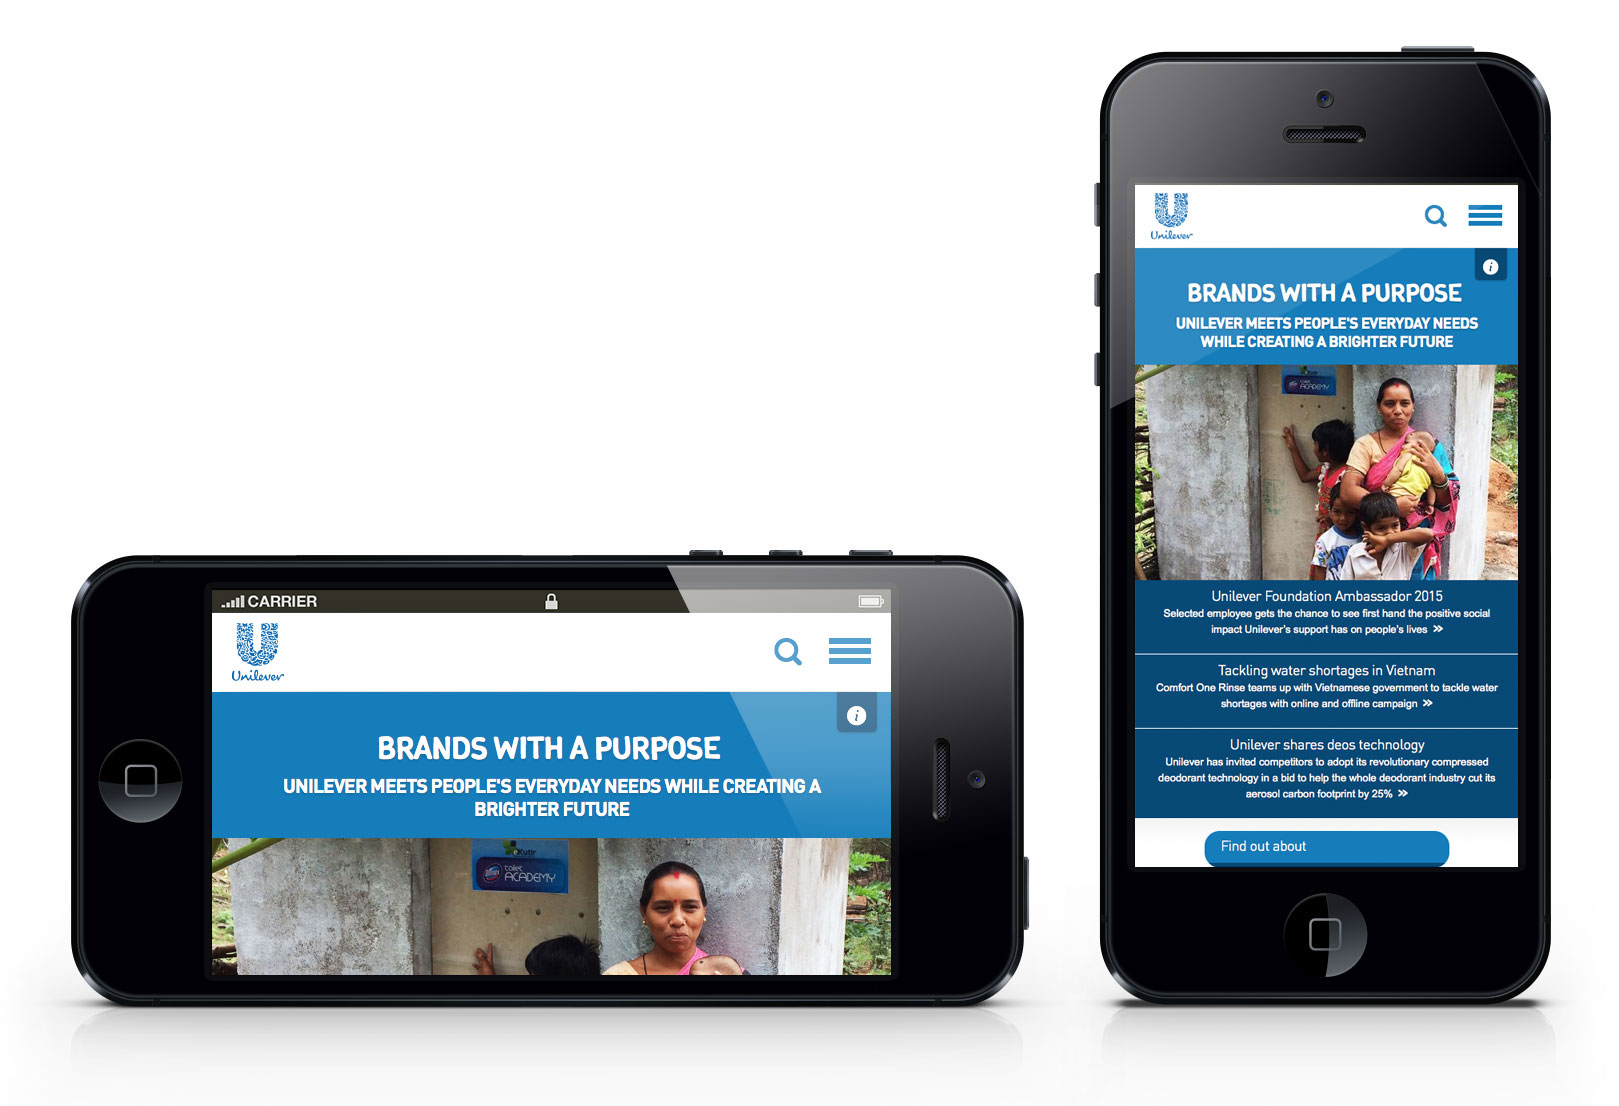 CARRIER
Unilever
BRANDS WITH A PURPOSE
UNILEVER MEETS PEOPLE'S EVERYDAY NEEDS WHILE CREATING A
BRIGHTER FUTURE
eKutir
toilet
ACADEMY
Unilever
BRANDS WITH A PURPOSE
UNILEVER MEETS PEOPLE'S EVERYDAY NEEDS
WHILE CREATING A BRIGHTER FUTURE
toilet
ACADEMY
Unilever Foundation Ambassador 2015
Selected employee gets the chance to see first hand the positive social
impact Unilever's support has on people's lives »
Tackling water shortages in Vietnam
Comfort One Rinse teams up with Vietnamese government to tackle water
shortages with online and offline campaign »
Unilever shares deos technology
Unilever has invited competitors to adopt its revolutionary compressed
deodorant technology in a bid to help the whole deodorant industry cut its
aerosol carbon footprint by 25% »
Find out about